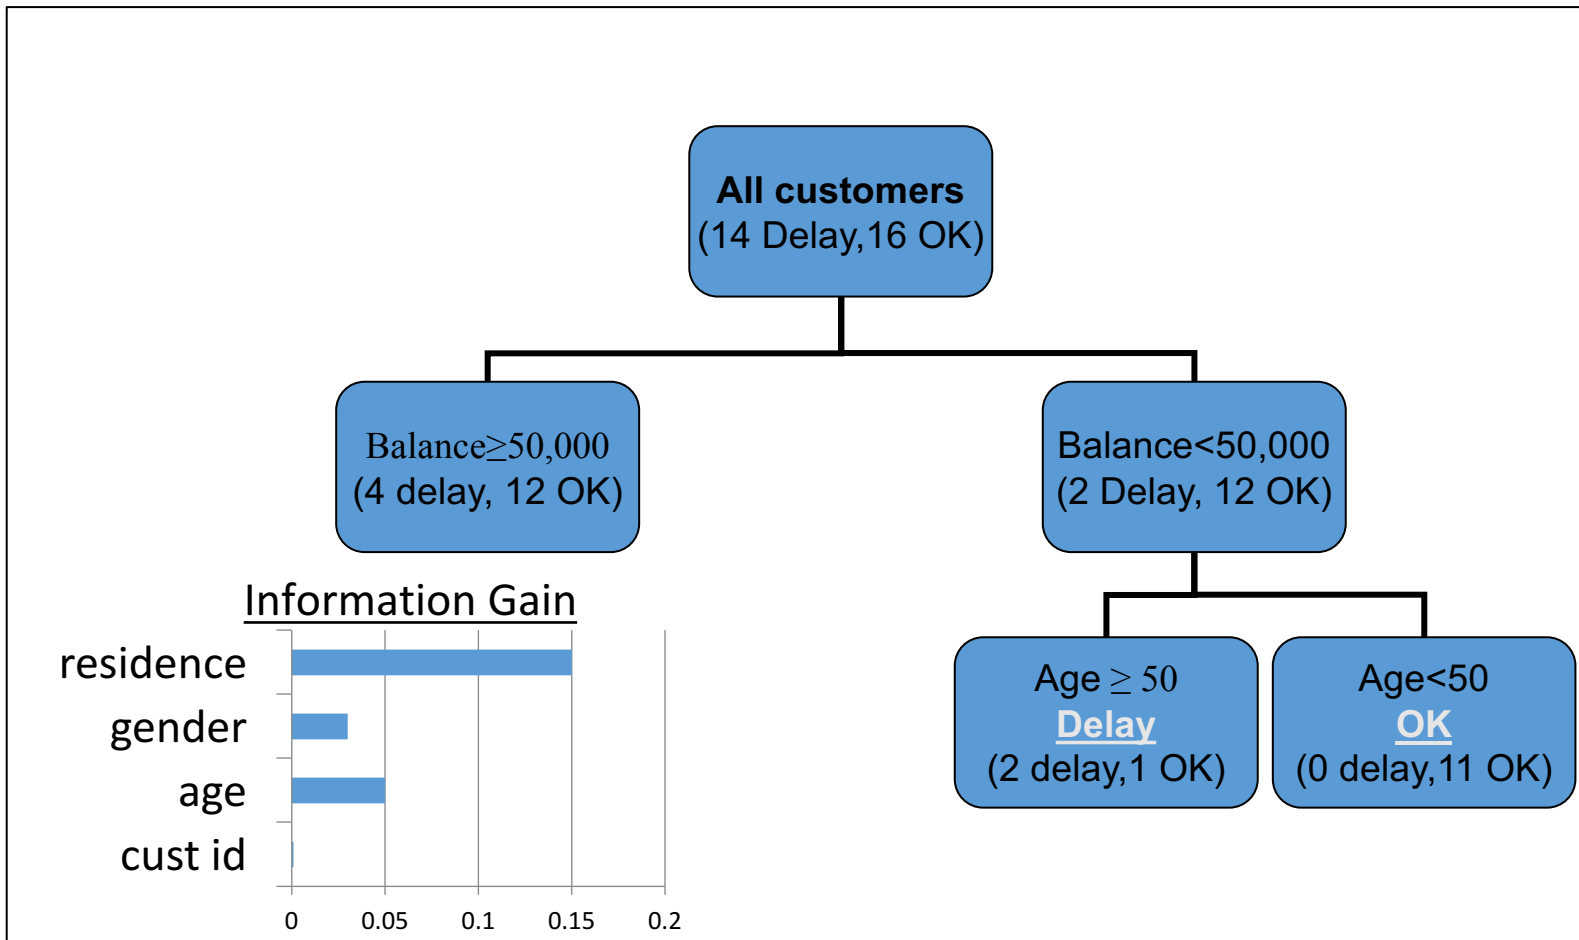 All customers
(14 Delay,16 OK)
Balance≥50,000
(4 delay, 12 OK)
Balance<50,000
(2 Delay, 12 OK)
Age ≥ 50
Delay
(2 delay,1 OK)
Age<50
OK
(0 delay,11 OK)
Information Gain
residence
gender
age
cust id
0 0.05 0.1 0.15 0.2